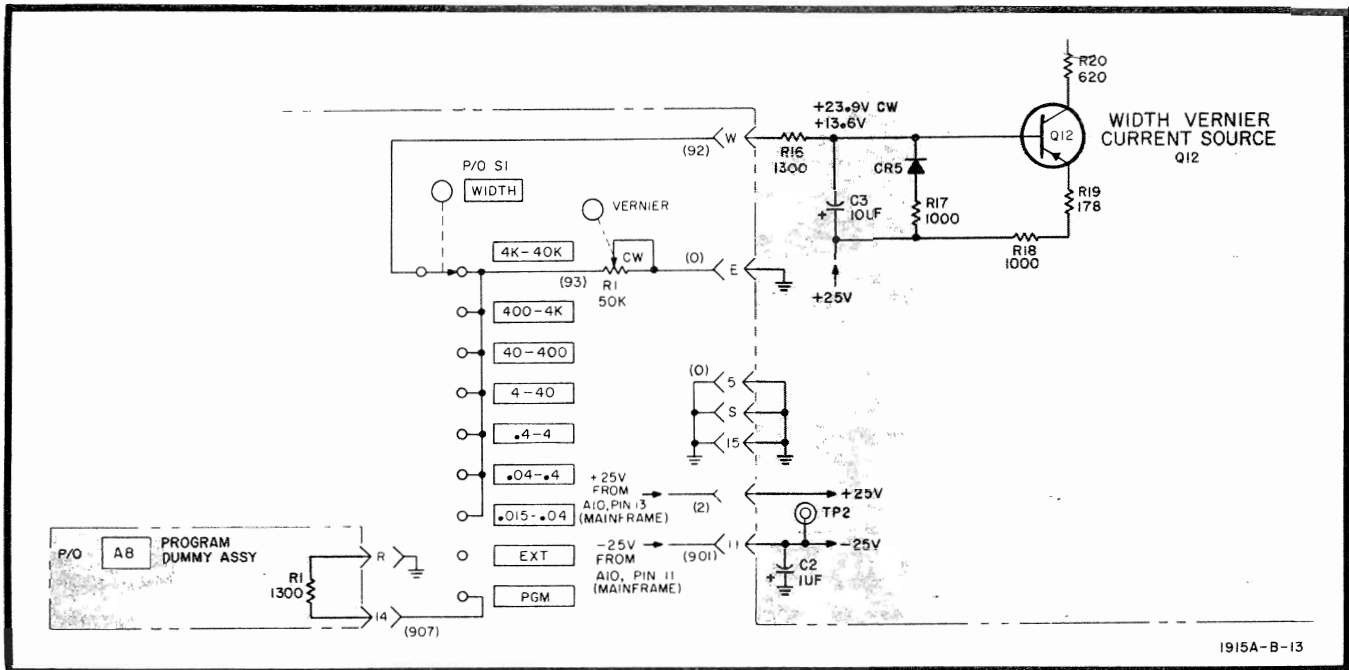 R20
620
+23.9V CW
+13.6V
Q12
WIDTH VERNIER
CURRENT SOURCE
Q12
W
(92)
R16
1300
CR5
P/O S1
WIDTH
VERNIER
C3
10UF
+
R17
1000
R19
178
R18
1000
4K-40K
CW
(0)
E
(93)
R1
50K
+25V
400-4K
40-400
(0)
5
4-40
S
.4-4
15
.04-.4
+25V
FROM
A10, PIN 13
(MAINFRAME)
(2)
+25V
.015-.04
TP2
P/O
A8
PROGRAM
DUMMY ASSY
R
EXT
-25V
FROM
A10, PIN 11
(MAINFRAME)
(901)
11
-25V
C2
1UF
+
R1
1300
PGM
14
(907)
1915A-B-13